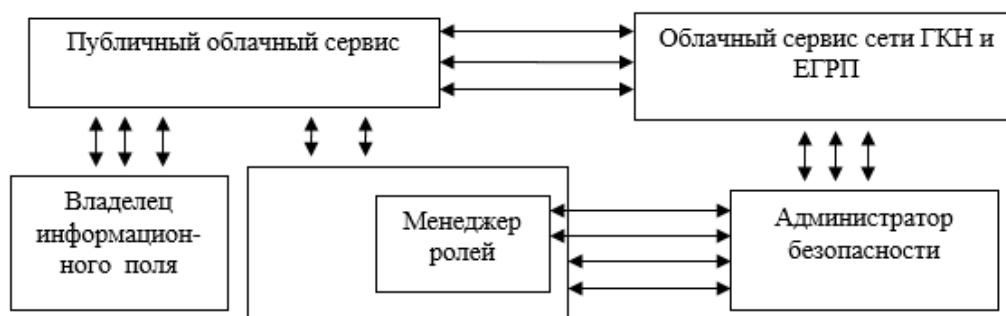 Публичный облачный сервис
Облачный сервис сети ГКН и
ЕГРП
Владелец
информацион-
ного поля
Менеджер
ролей
Администратор
безопасности